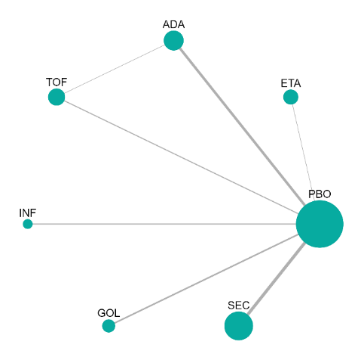 ADA
TOF
ETA
PBO
INF
SEC
GOL